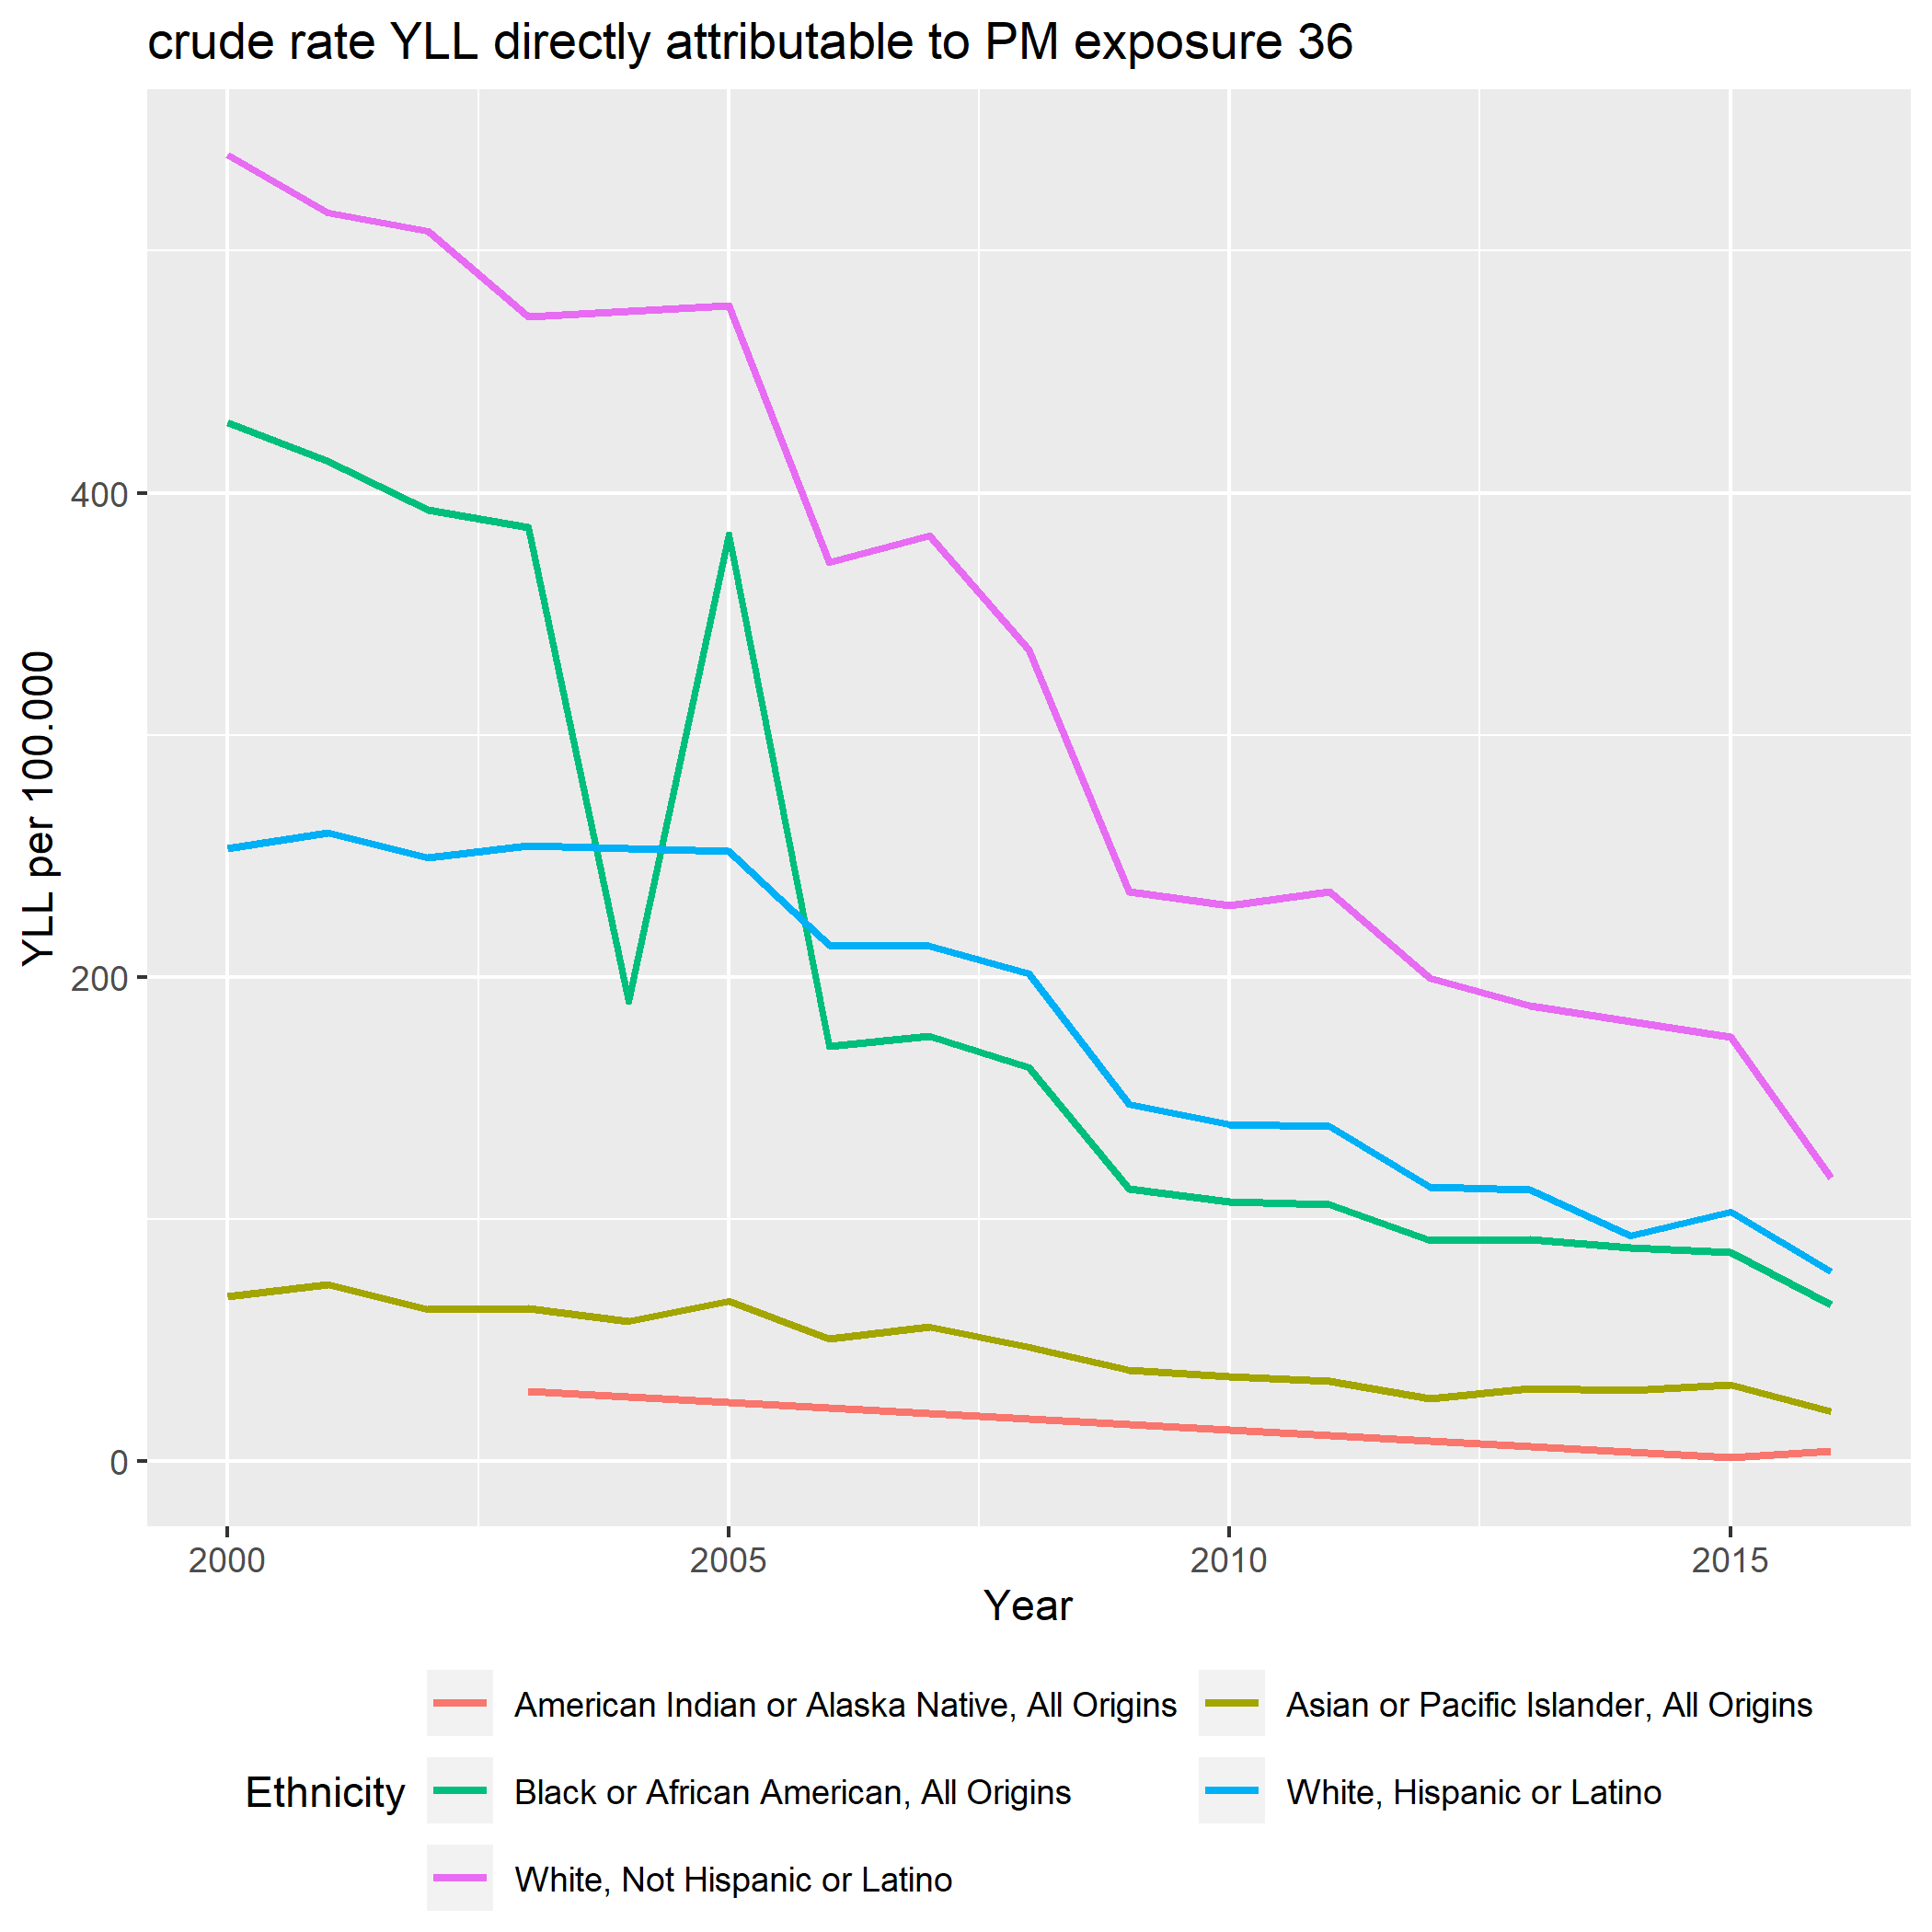 crude rate YLL directly attributable to PM exposure 36
YLL per 100.000
400
200
0
2000 2005 2010 2015
Year
Ethnicity
American Indian or Alaska Native, All Origins
Asian or Pacific Islander, All Origins
Black or African American, All Origins
White, Hispanic or Latino
White, Not Hispanic or Latino